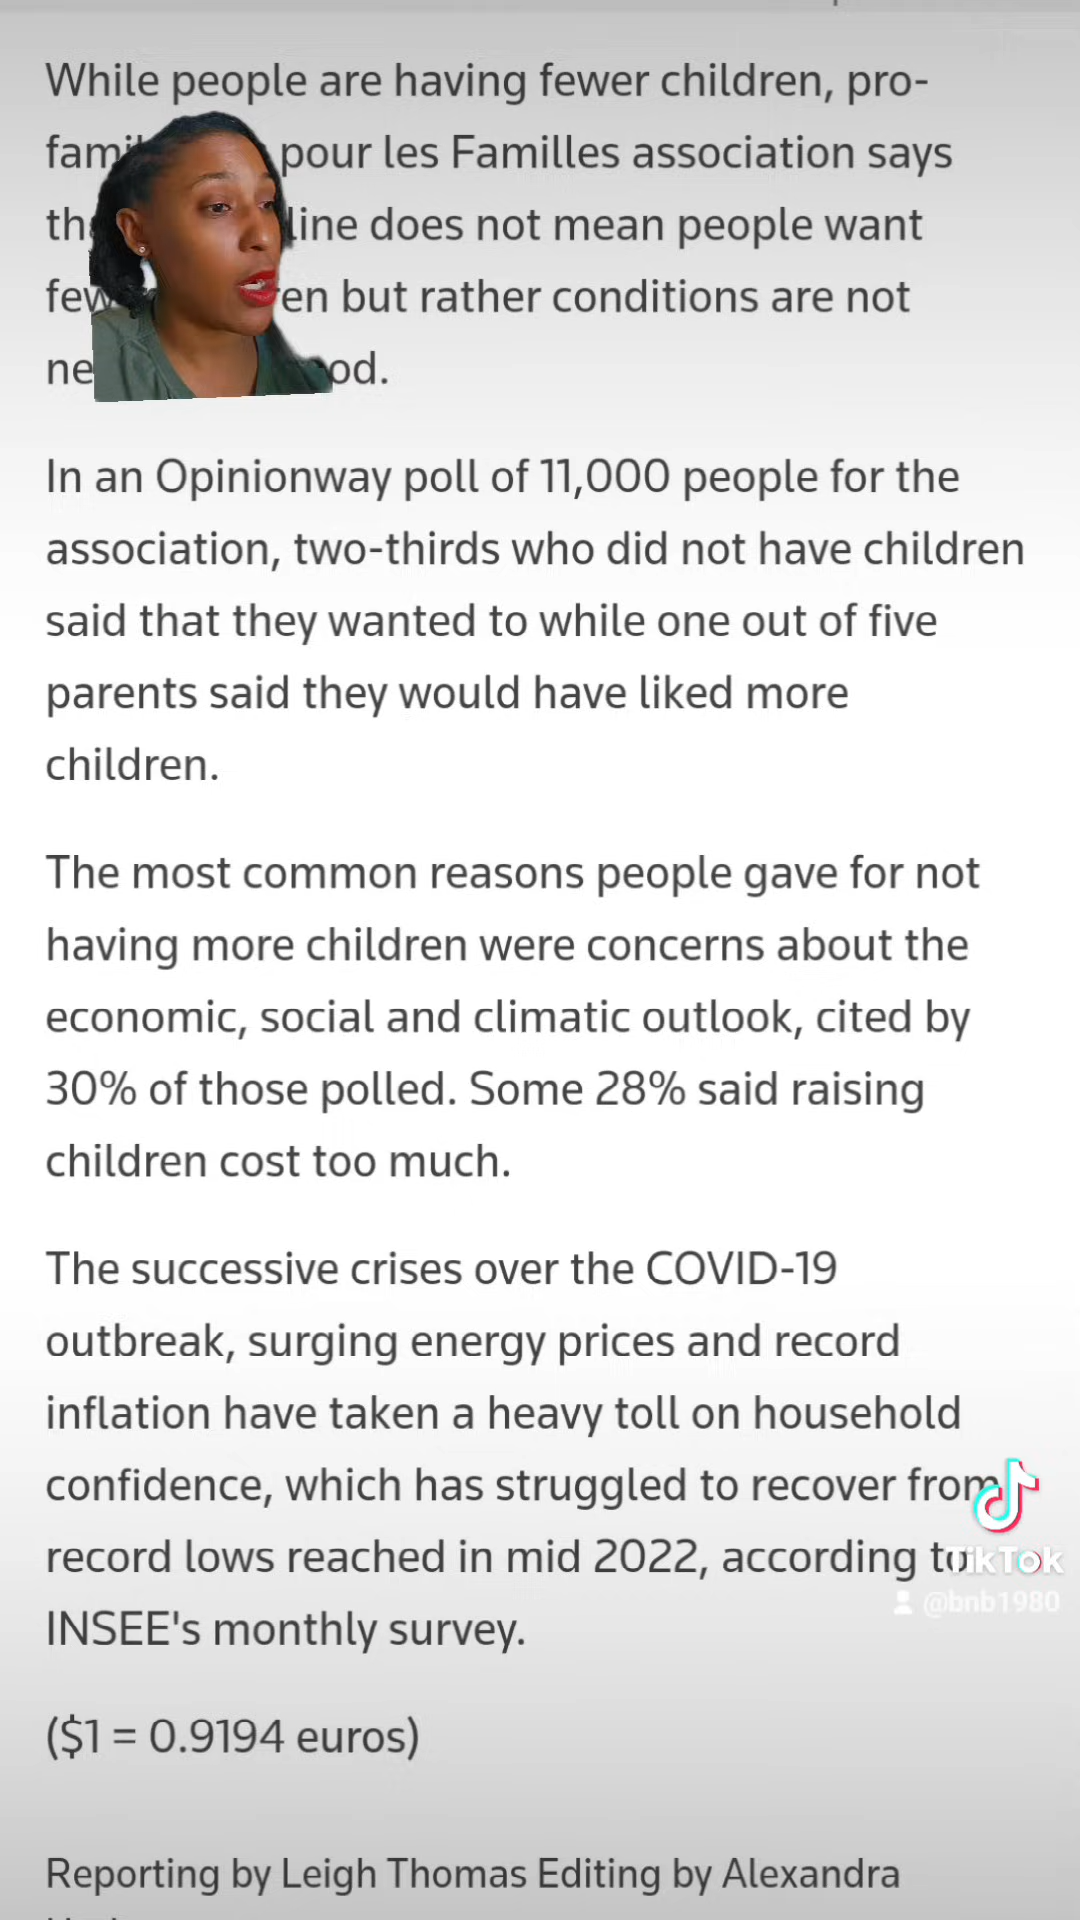 While people are having fewer children, pro-
pour les Familles association says
does not mean people want
but rather conditions are not
In an Opinionway poll of 11,000 people for the
association, two-thirds who did not have children
said that they wanted to while one out of five
parents said they would have liked more
children.
The most common reasons people gave for not
having more children were concerns about the
economic, social and climatic outlook, cited by
30% of those polled. Some 28% said raising
children cost too much.
The successive crises over the COVID-19
outbreak, surging energy prices and record
inflation have taken a heavy toll on household
confidence, which has struggled to recover from
record lows reached in mid 2022, according to
TikTok
@bnb1980
INSEE's monthly survey.
($1 = 0.9194 euros)
Reporting by Leigh Thomas Editing by Alexandra